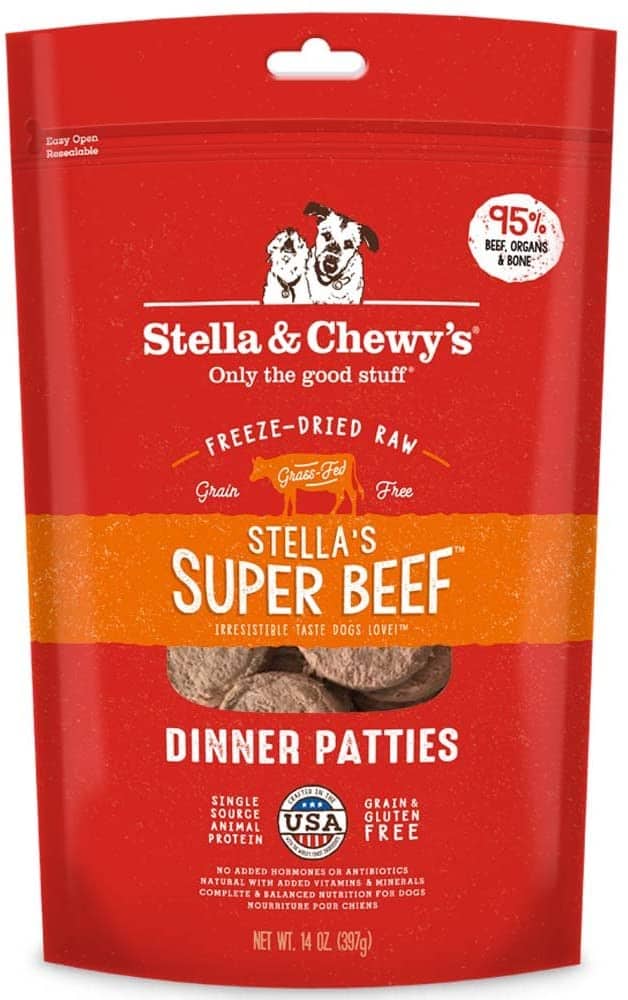 Easy Open
Resealable
95%
BEEF, ORGANS
& BONE
Stella & Chewy's®
Only the good stuff®
FREEZE-DRIED RAW
Grass-Fed
Grain Free
STELLA'S
SUPER BEEF™
IRRESISTIBLE TASTE DOGS LOVE!™
DINNER PATTIES
SINGLE
SOURCE
ANIMAL
PROTEIN
CRAFTED IN THE
USA
GRAIN &
GLUTEN
FREE
NO ADDED HORMONES OR ANTIBIOTICS
NATURAL WITH ADDED VITAMINS & MINERALS
COMPLETE & BALANCED NUTRITION FOR DOGS
NOURRITURE POUR CHIENS
NET WT. 14 OZ. (397g)